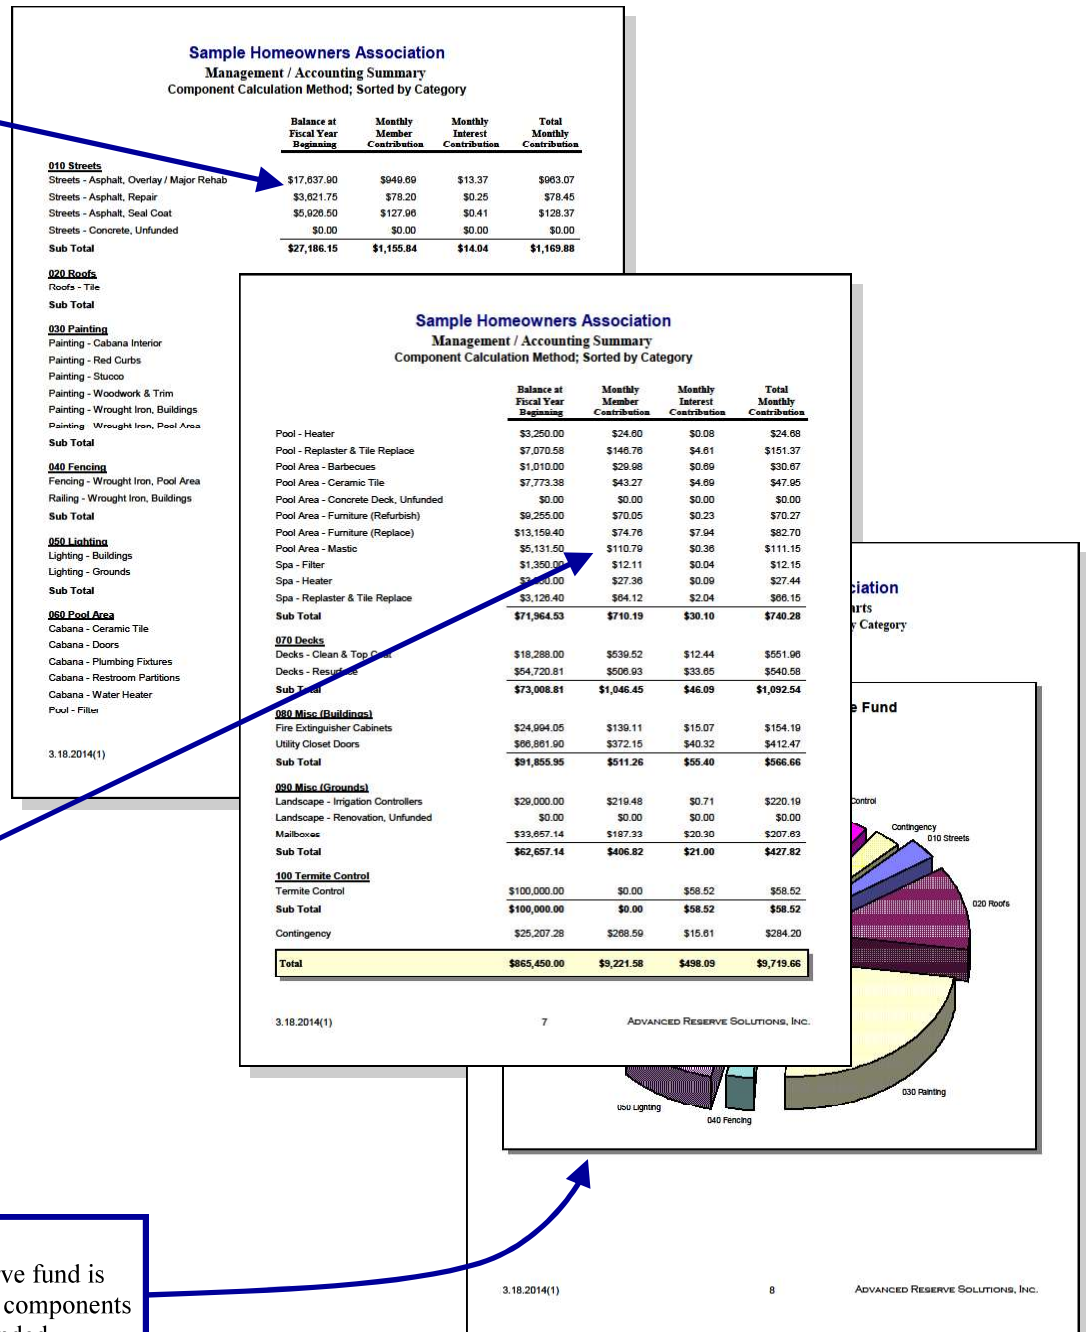 Sample Homeowners Association
Management / Accounting Summary
Component Calculation Method; Sorted by Category
Balance at Fiscal Year Beginning Monthly Member Contribution Monthly Interest Contribution Total Monthly Contribution
010 Streets
Streets - Asphalt, Overlay / Major Rehab $17,637.90 $949.69 $13.37 $963.07
Streets - Asphalt, Repair $3,621.75 $78.20 $0.25 $78.45
Streets - Asphalt, Seal Coat $5,926.50 $127.96 $0.41 $128.37
Streets - Concrete, Unfunded $0.00 $0.00 $0.00 $0.00
Sub Total $27,186.15 $1,155.84 $14.04 $1,169.88
020 Roofs
Roofs - Tile
Sub Total
030 Painting
Painting - Cabana Interior
Painting - Red Curbs
Painting - Stucco
Painting - Woodwork & Trim
Painting - Wrought Iron, Buildings
Painting - Wrought Iron, Pool Area
Sub Total
040 Fencing
Fencing - Wrought Iron, Pool Area
Railing - Wrought Iron, Buildings
Sub Total
050 Lighting
Lighting - Buildings
Lighting - Grounds
Sub Total
060 Pool Area
Cabana - Ceramic Tile
Cabana - Doors
Cabana - Plumbing Fixtures
Cabana - Restroom Partitions
Cabana - Water Heater
Pool - Filter
3.18.2014(1)
Sample Homeowners Association
Management / Accounting Summary
Component Calculation Method; Sorted by Category
Balance at Fiscal Year Beginning Monthly Member Contribution Monthly Interest Contribution Total Monthly Contribution
Pool - Heater $3,250.00 $24.60 $0.08 $24.68
Pool - Replaster & Tile Replace $7,070.58 $146.76 $4.61 $151.37
Pool Area - Barbecues $1,010.00 $29.98 $0.69 $30.67
Pool Area - Ceramic Tile $7,773.38 $43.27 $4.69 $47.95
Pool Area - Concrete Deck, Unfunded $0.00 $0.00 $0.00 $0.00
Pool Area - Furniture (Refurbish) $9,255.00 $70.05 $0.23 $70.27
Pool Area - Furniture (Replace) $13,159.40 $74.76 $7.94 $82.70
Pool Area - Mastic $5,131.50 $110.79 $0.36 $111.15
Spa - Filter $1,350.00 $12.11 $0.04 $12.15
Spa - Heater $27.36 $0.09 $27.44
Spa - Replaster & Tile Replace $3,126.40 $64.12 $2.04 $66.15
Sub Total $71,964.53 $710.19 $30.10 $740.28
070 Decks
Decks - Clean & Top Coat $18,288.00 $539.52 $12.44 $551.96
Decks - Resurface $54,720.81 $506.93 $33.65 $540.58
Sub Total $73,008.81 $1,046.45 $46.09 $1,092.54
080 Misc (Buildings)
Fire Extinguisher Cabinets $24,994.05 $139.11 $15.07 $154.19
Utility Closet Doors $66,861.90 $372.15 $40.32 $412.47
Sub Total $91,855.95 $511.26 $55.40 $566.66
090 Misc (Grounds)
Landscape - Irrigation Controllers $29,000.00 $219.48 $0.71 $220.19
Landscape - Renovation, Unfunded $0.00 $0.00 $0.00 $0.00
Mailboxes $33,657.14 $187.33 $20.30 $207.63
Sub Total $62,657.14 $406.82 $21.00 $427.82
100 Termite Control
Termite Control $100,000.00 $0.00 $58.52 $58.52
Sub Total $100,000.00 $0.00 $58.52 $58.52
Contingency $25,207.28 $268.59 $15.61 $284.20
Total $865,450.00 $9,221.58 $498.09 $9,719.66
3.18.2014(1) 7 ADVANCED RESERVE SOLUTIONS, INC.
ciation
arts
y Category
e Fund
Control
Contingency
010 Streets
020 Roofs
030 Painting
040 Fencing
050 Lighting
3.18.2014(1) 8 ADVANCED RESERVE SOLUTIONS, INC.
ve fund is
components